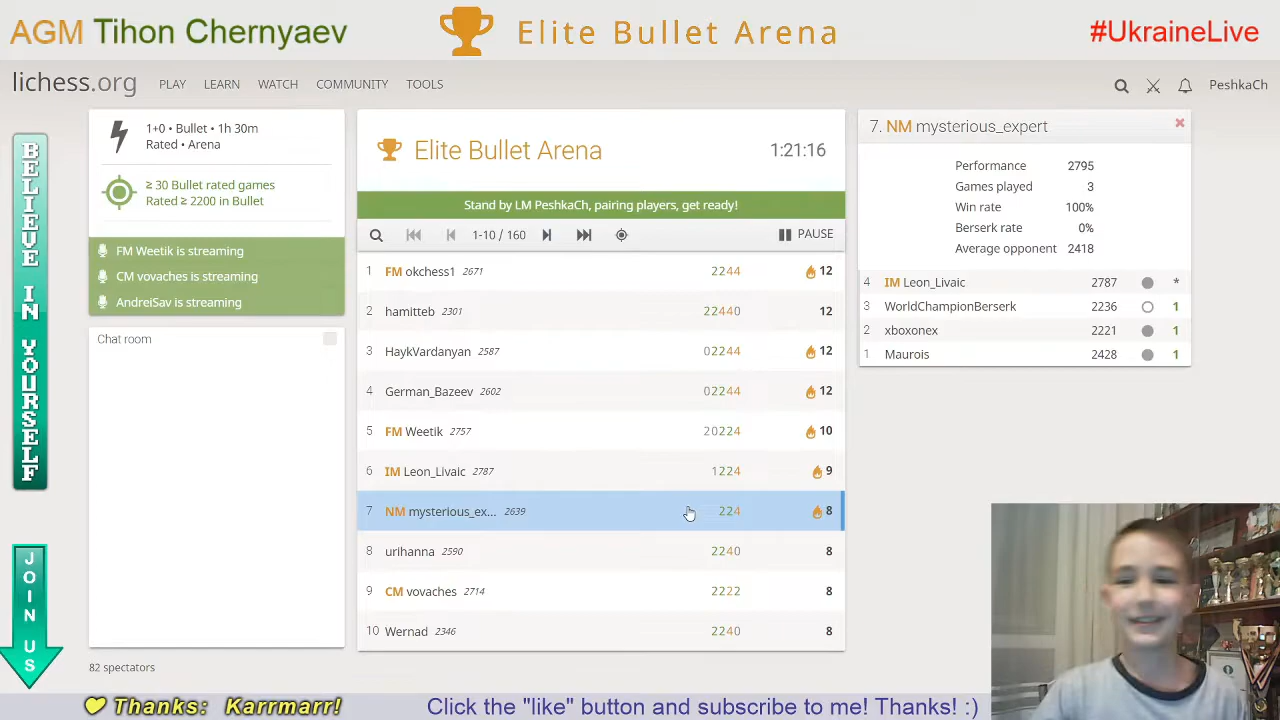 AGM Tihon Chernyaev
Elite Bullet Arena
#UkraineLive
lichess.org
PLAY
LEARN
WATCH
COMMUNITY
TOOLS
PeshkaCh
BELIEVE IN YOURSELF
JOIN US
1+0 • Bullet • 1h 30m
Rated • Arena
≥ 30 Bullet rated games
Rated ≥ 2200 in Bullet
FM Weetik is streaming
CM vovaches is streaming
AndreiSav is streaming
Chat room
82 spectators
Elite Bullet Arena 1:21:16
Stand by LM PeshkaCh, pairing players, get ready!
1-10 / 160 PAUSE
1 FM okchess1 2671 2244 12
2 hamitteb 2301 22440 12
3 HaykVardanyan 2587 02244 12
4 German_Bazeev 2602 02244 12
5 FM Weetik 2757 20224 10
6 IM Leon_Livaic 2787 1224 9
7 NM mysterious_ex... 2639 224 8
8 urihanna 2590 2240 8
9 CM vovaches 2714 2222 8
10 Wernad 2346 2240 8
7. NM mysterious_expert
Performance 2795
Games played 3
Win rate 100%
Berserk rate 0%
Average opponent 2418
4 IM Leon_Livaic 2787 *
3 WorldChampionBerserk 2236 1
2 xboxonex 2221 1
1 Maurois 2428 1
Thanks: Karrmarr!
Click the "like" button and subscribe to me! Thanks! :)